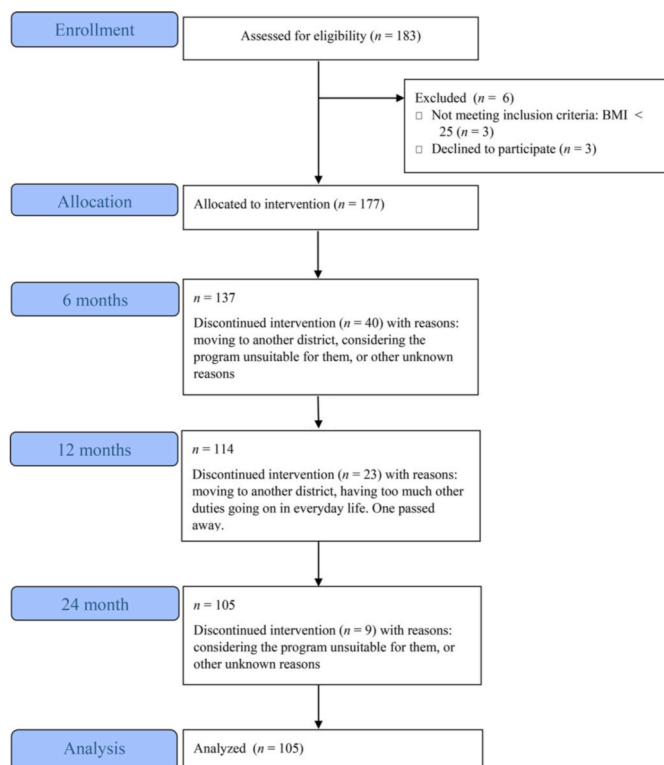 Enrollment
Assessed for eligibility (n = 183)
Excluded (n = 6)
□ Not meeting inclusion criteria: BMI <
25 (n = 3)
□ Declined to participate (n = 3)
Allocation
Allocated to intervention (n = 177)
6 months
n = 137
Discontinued intervention (n = 40) with reasons:
moving to another district, considering the
program unsuitable for them, or other unknown
reasons
12 months
n = 114
Discontinued intervention (n = 23) with reasons:
moving to another district, having too much other
duties going on in everyday life. One passed
away.
24 month
n = 105
Discontinued intervention (n = 9) with reasons:
considering the program unsuitable for them, or
other unknown reasons
Analysis
Analyzed (n = 105)